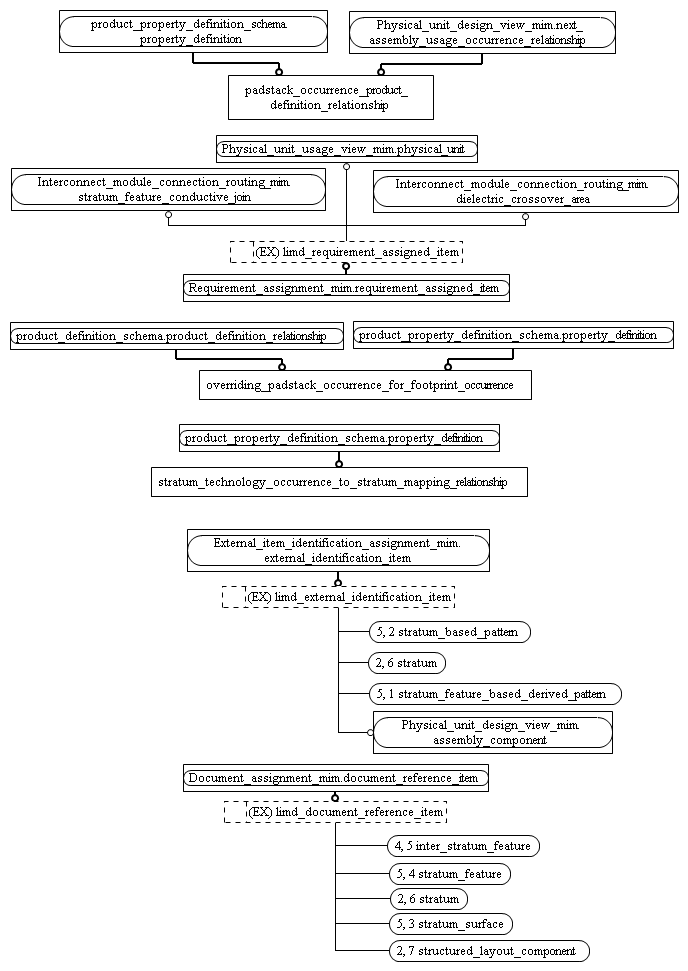 product_property_definition_schema.
property_definition
Physical_unit_design_view_mim.next_
assembly_usage_occurrence_relationship
padstack_occurrence_product_
definition_relationship
Physical_unit_usage_view_mim.physical_unit
Interconnect_module_connection_routing_mim.
stratum_feature_conductive_join
Interconnect_module_connection_routing_mim.
dielectric_crossover_area
(EX) limd_requirement_assigned_item
Requirement_assignment_mim.requirement_assigned_item
product_definition_schema.product_definition_relationship
product_property_definition_schema.property_definition
overriding_padstack_occurrence_for_footprint_occurrence
product_property_definition_schema.property_definition
stratum_technology_occurrence_to_stratum_mapping_relationship
External_item_identification_assignment_mim.
external_identification_item
(EX) limd_external_identification_item
5, 2 stratum_based_pattern
2, 6 stratum
5, 1 stratum_feature_based_derived_pattern
Physical_unit_design_view_mim.
assembly_component
Document_assignment_mim.document_reference_item
(EX) limd_document_reference_item
4, 5 inter_stratum_feature
5, 4 stratum_feature
2, 6 stratum
5, 3 stratum_surface
2, 7 structured_layout_component